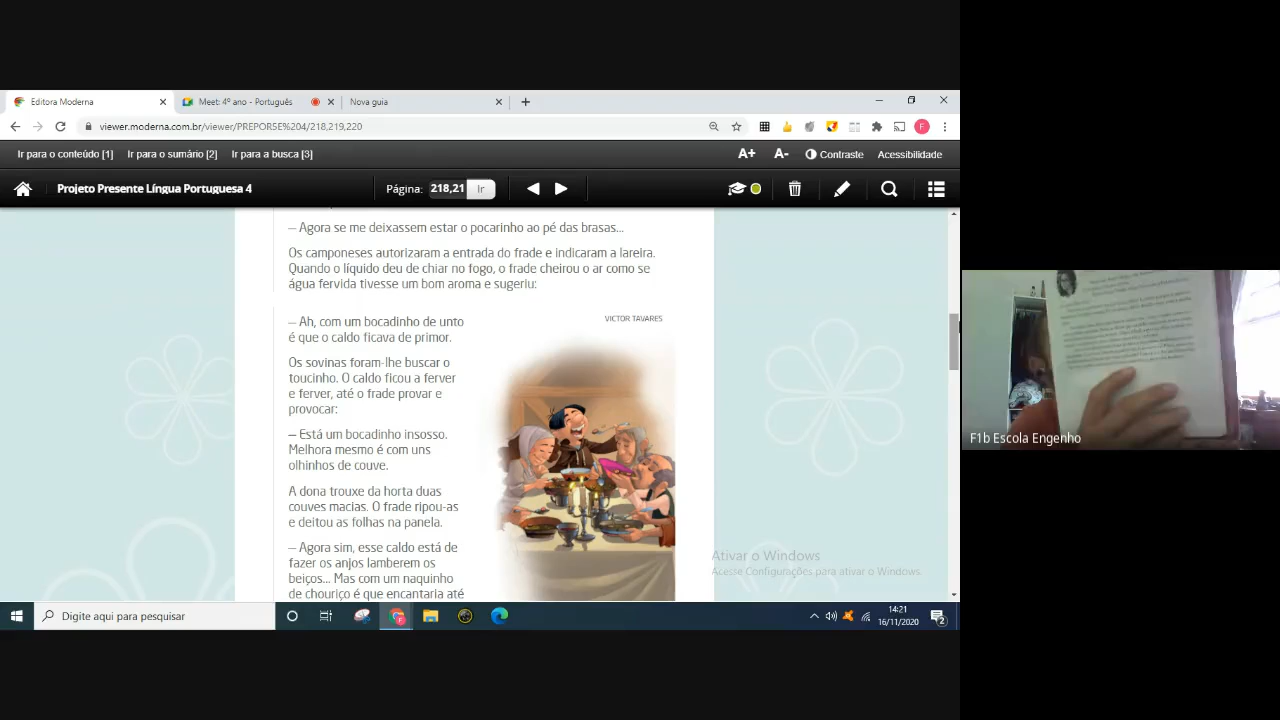 Editora Moderna
Meet: 4º ano - Português
Nova guia
viewer.moderna.com.br/viewer/PREPORSE%204/218,219,220
Ir para o conteúdo [1] Ir para o sumário [2] Ir para a busca [3]
A+ A- Contraste Acessibilidade
Projeto Presente Língua Portuguesa 4
Página: 218,21 Ir
— Agora se me deixassem estar o pocarinho ao pé das brasas...
Os camponeses autorizaram a entrada do frade e indicaram a lareira.
Quando o líquido deu de chiar no fogo, o frade cheirou o ar como se
água fervida tivesse um bom aroma e sugeriu:
— Ah, com um bocadinho de unto
é que o caldo ficava de primor.
VICTOR TAVARES
Os sovinas foram-lhe buscar o
toucinho. O caldo ficou a ferver
e ferver, até o frade provar e
provocar:
— Está um bocadinho insosso.
Melhora mesmo é com uns
olhinhos de couve.
A dona trouxe da horta duas
couves macias. O frade ripou-as
e deitou as folhas na panela.
— Agora sim, esse caldo está de
fazer os anjos lamberem os
beiços... Mas com um naquinho
de chouriço é que encantaria até
Ativar o Windows
Acesse Configurações para ativar o Windows.
F1b Escola Engenho
Digite aqui para pesquisar
14:21
16/11/2020
2